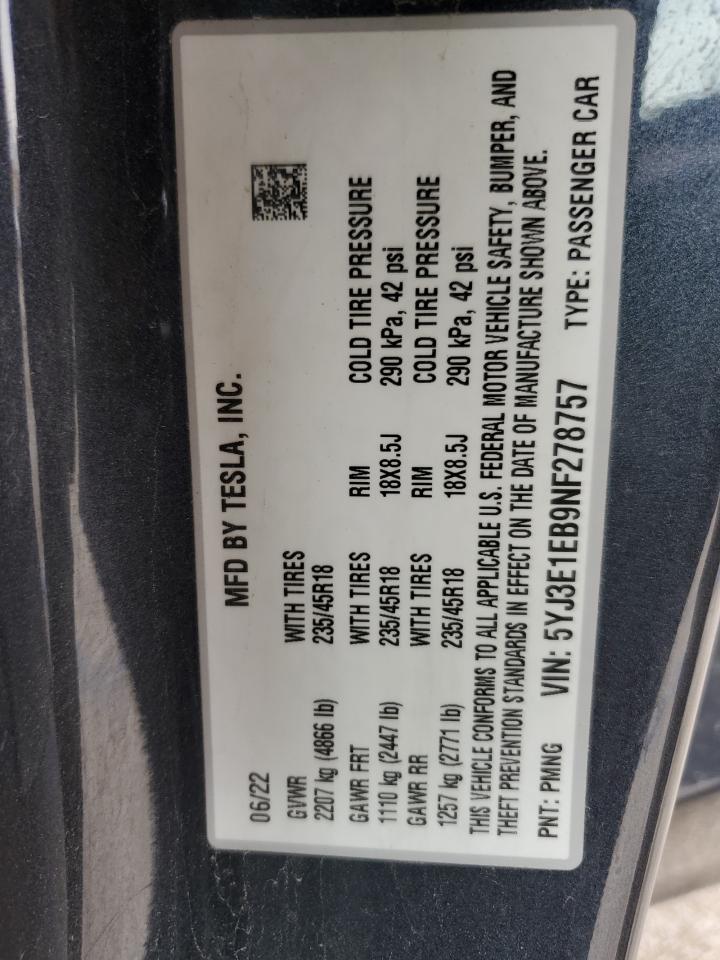 MFD BY TESLA, INC.
06/22
GVWR WITH TIRES
2207 kg (4866 lb) 235/45R18
GAWR FRT WITH TIRES RIM COLD TIRE PRESSURE
1110 kg (2447 lb) 235/45R18 18X8.5J 290 kPa, 42 psi
GAWR RR WITH TIRES RIM COLD TIRE PRESSURE
1257 kg (2771 lb) 235/45R18 18X8.5J 290 kPa, 42 psi
THIS VEHICLE CONFORMS TO ALL APPLICABLE U.S. FEDERAL MOTOR VEHICLE SAFETY, BUMPER, AND
THEFT PREVENTION STANDARDS IN EFFECT ON THE DATE OF MANUFACTURE SHOWN ABOVE.
PNT: PMNG VIN: 5YJ3E1EB9NF278757 TYPE: PASSENGER CAR